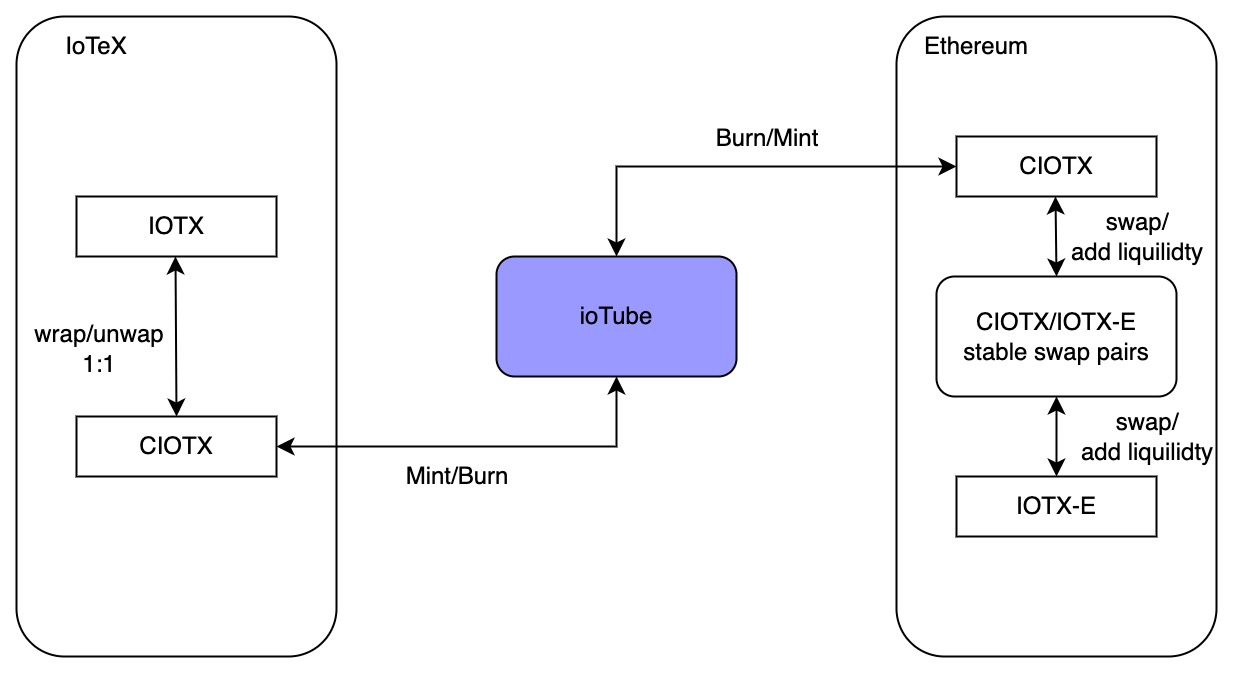 IoTeX
IOTX
wrap/unwap
1:1
CIOTX
Mint/Burn
ioTube
Burn/Mint
Ethereum
CIOTX
swap/
add liquilidty
CIOTX/IOTX-E
stable swap pairs
swap/
add liquilidty
IOTX-E